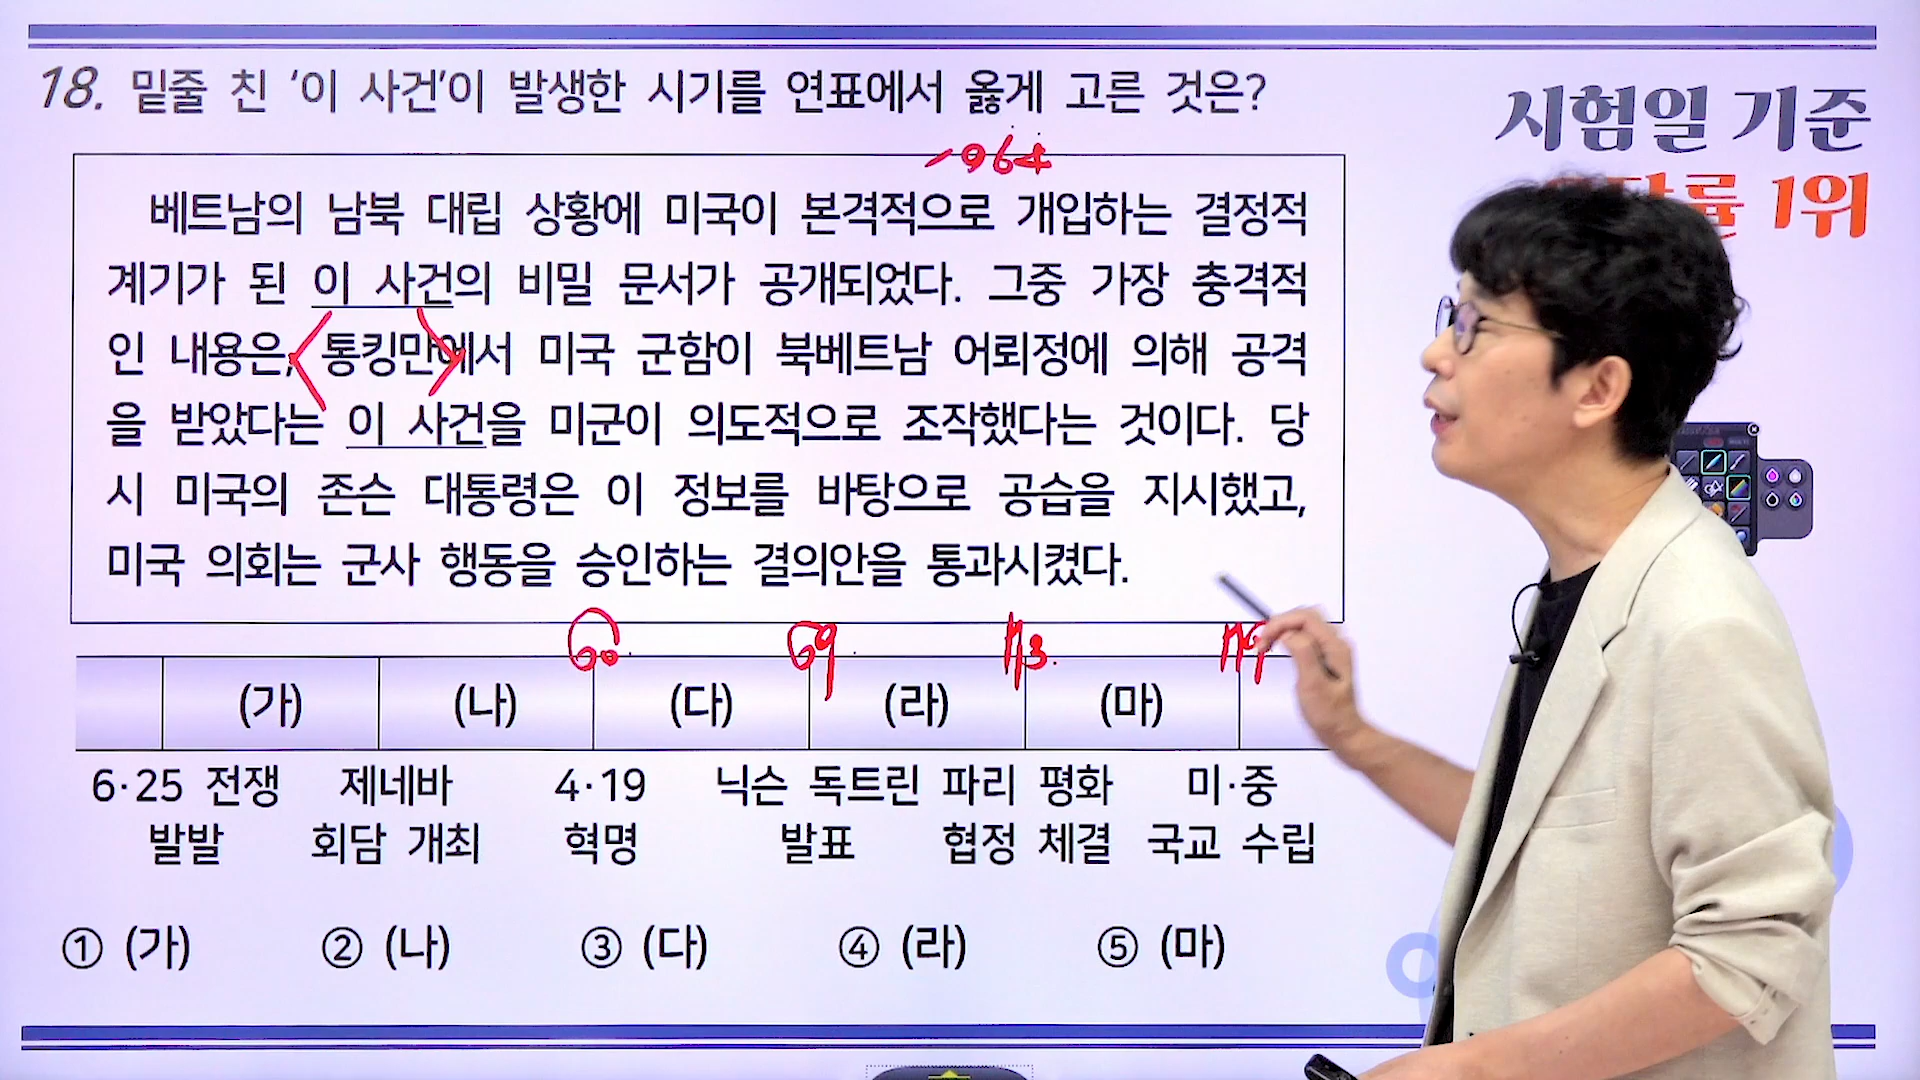 18. 밑줄 친 ‘이 사건’이 발생한 시기를 연표에서 옳게 고른 것은?
시험일 기준
1위
1964
베트남의 남북 대립 상황에 미국이 본격적으로 개입하는 결정적
계기가 된 이 사건의 비밀 문서가 공개되었다. 그중 가장 충격적
인 내용은, 통킹만에서 미국 군함이 북베트남 어뢰정에 의해 공격
을 받았다는 이 사건을 미군이 의도적으로 조작했다는 것이다. 당
시 미국의 존슨 대통령은 이 정보를 바탕으로 공습을 지시했고,
미국 의회는 군사 행동을 승인하는 결의안을 통과시켰다.
60 69 73 79
(가) (나) (다) (라) (마)
6·25 전쟁 제네바 4·19 닉슨 독트린 파리 평화 미·중
발발 회담 개최 혁명 발표 협정 체결 국교 수립
① (가) ② (나) ③ (다) ④ (라) ⑤ (마)